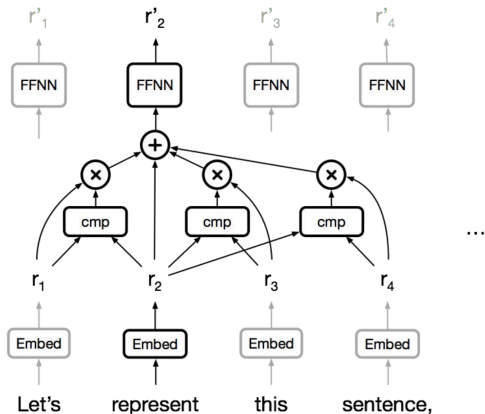 r'1 r'2 r'3 r'4
FFNN FFNN FFNN FFNN
+
× × ×
cmp cmp cmp
...
r1 r2 r3 r4
Embed Embed Embed Embed
Let's represent this sentence,